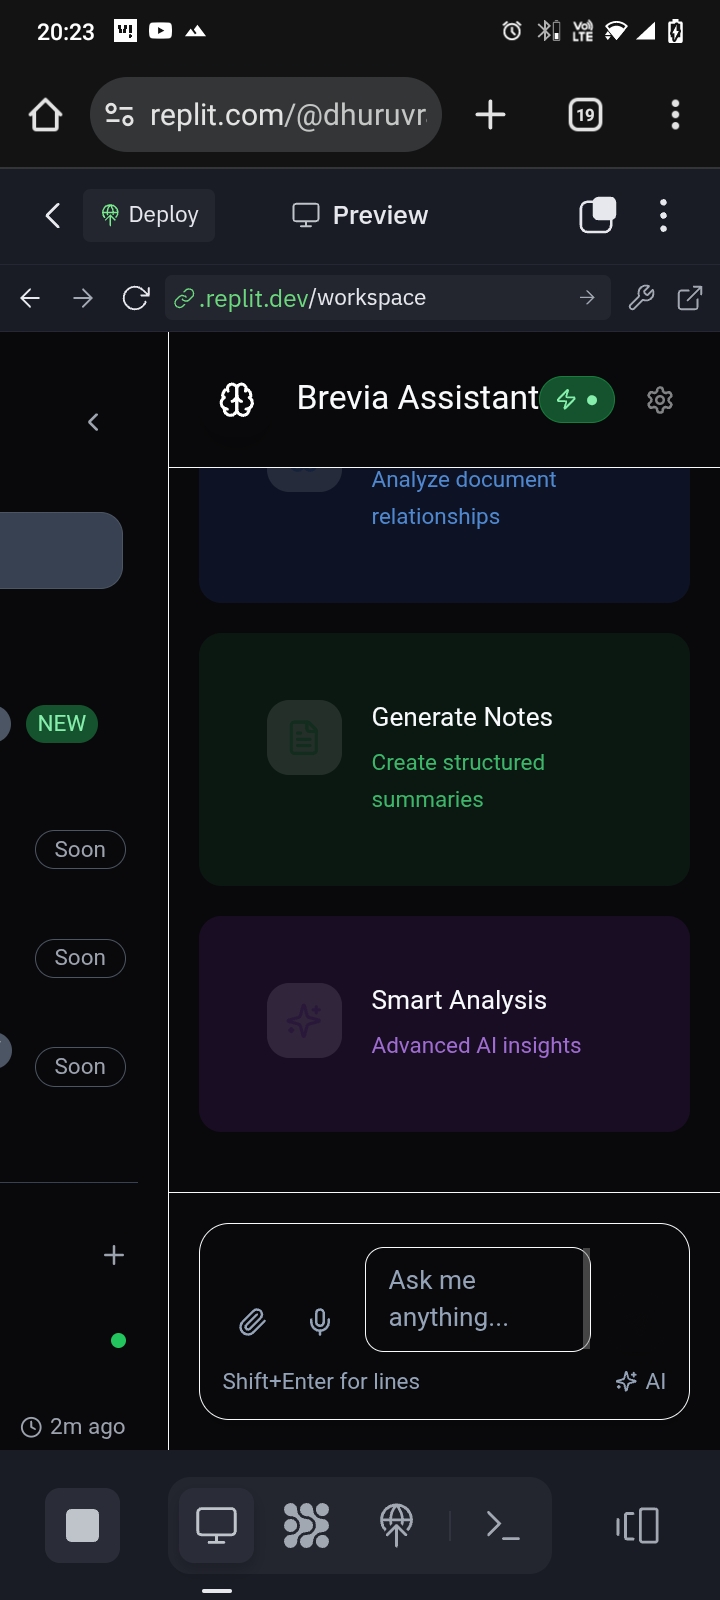 20:23
VoLTE
replit.com/@dhuruvr
19
Deploy
Preview
.replit.dev/workspace
Brevia Assistant
Analyze document
relationships
NEW
Generate Notes
Create structured
summaries
Soon
Soon
Smart Analysis
Advanced AI insights
Soon
Ask me
anything...
Shift+Enter for lines
AI
2m ago